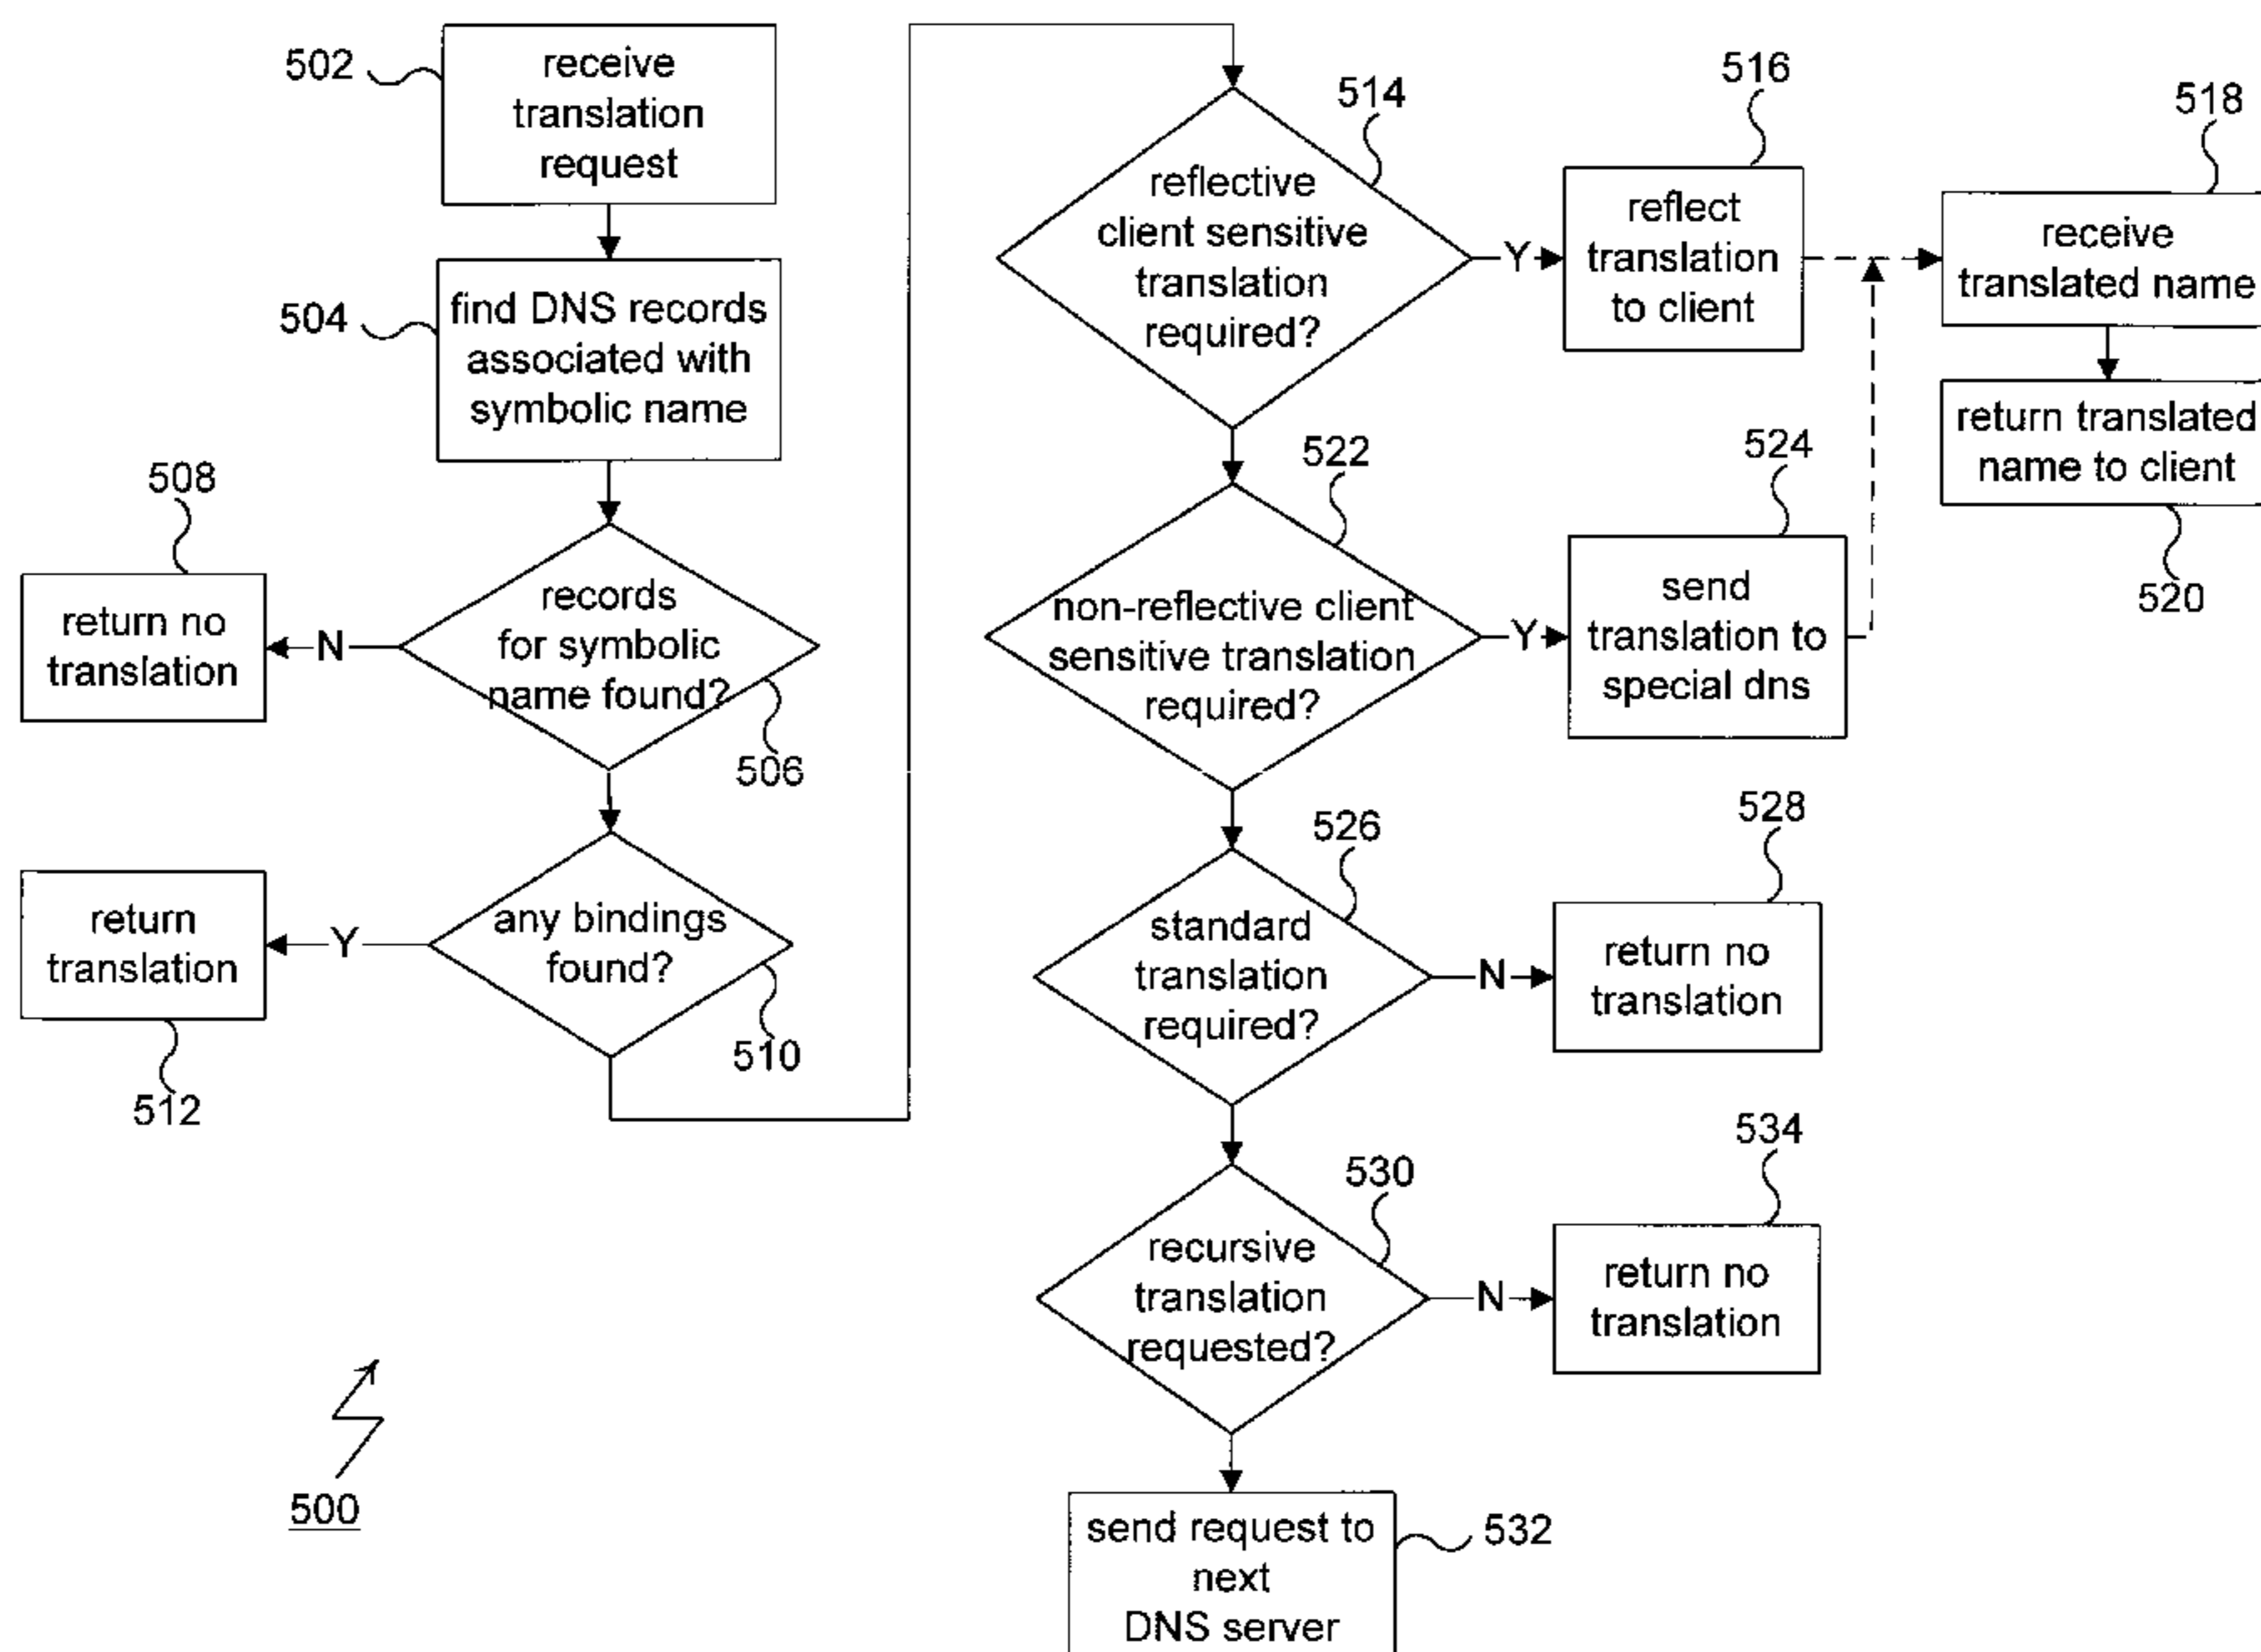 502
receive
translation
request
504
find DNS records
associated with
symbolic name
508
return no
translation
N
records
for symbolic
name found?
506
return
translation
Y
any bindings
found?
510
512
500
514
reflective
client sensitive
translation
required?
Y
516
reflect
translation
to client
518
receive
translated name
return translated
name to client
520
522
non-reflective client
sensitive translation
required?
Y
524
send
translation to
special dns
526
standard
translation
required?
N
528
return no
translation
530
recursive
translation
requested?
N
534
return no
translation
send request to
next
DNS server
532